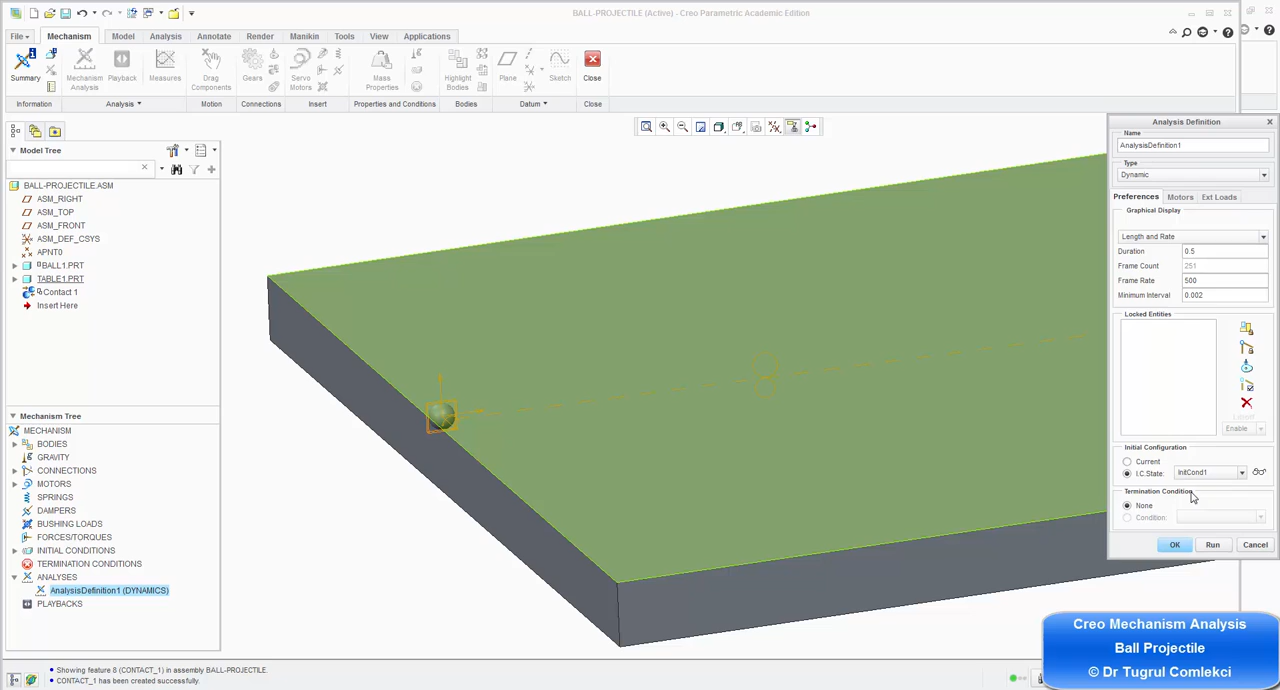 BALL-PROJECTILE (Active) - Creo Parametric Academic Edition
File Mechanism Model Analysis Annotate Render Manikin Tools View Applications
Summary
Mechanism Analysis
Playback
Measures
Drag Components
Gears
Servo Motors
Mass Properties
Highlight Bodies
Plane
Sketch
Close
Information Analysis Motion Connections Insert Properties and Conditions Bodies Datum Close
Model Tree
BALL-PROJECTILE.ASM
ASM_RIGHT
ASM_TOP
ASM_FRONT
ASM_DEF_CSYS
APNT0
BALL1.PRT
TABLE1.PRT
Contact 1
Insert Here
Mechanism Tree
MECHANISM
BODIES
GRAVITY
CONNECTIONS
MOTORS
SPRINGS
DAMPERS
BUSHING LOADS
FORCES/TORQUES
INITIAL CONDITIONS
TERMINATION CONDITIONS
ANALYSES
AnalysisDefinition1 (DYNAMICS)
PLAYBACKS
Showing feature 8 (CONTACT_1) in assembly BALL-PROJECTILE.
CONTACT_1 has been created successfully.
Analysis Definition
Name
AnalysisDefinition1
Type
Dynamic
Preferences Motors Ext Loads
Graphical Display
Length and Rate
Duration 0.5
Frame Count 251
Frame Rate 500
Minimum Interval 0.002
Locked Entities
Enable
Initial Configuration
Current
I.C.State: InitCond1
Termination Condition
None
Condition:
OK Run Cancel
Creo Mechanism Analysis
Ball Projectile
© Dr Tugrul Comlekci